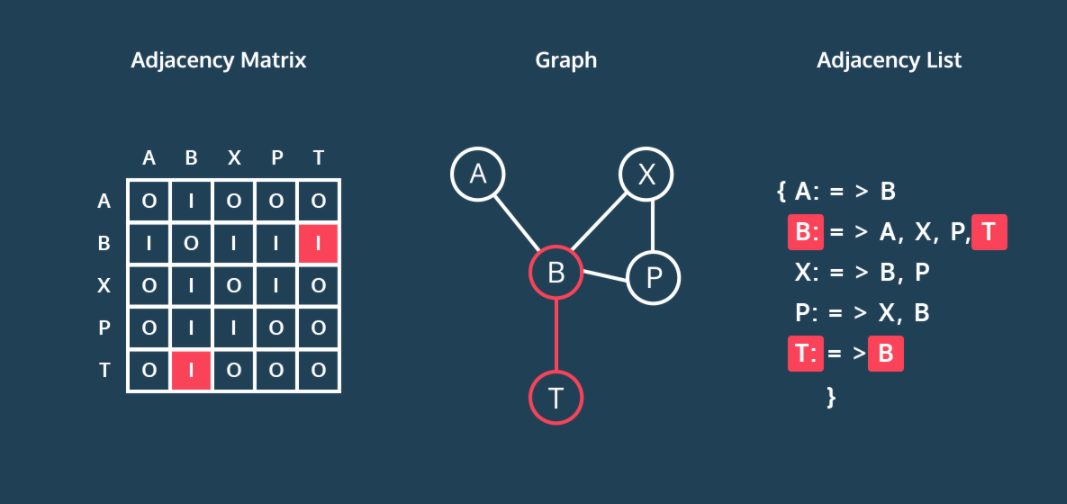 Adjacency Matrix
Graph
Adjacency List
A B X P T
A O I O O O
B I O I I I
X O I O I O
P O I I O O
T O I O O O
A
X
B
P
T
{ A: = > B
B: = > A, X, P, T
X: = > B, P
P: = > X, B
T: = > B
}